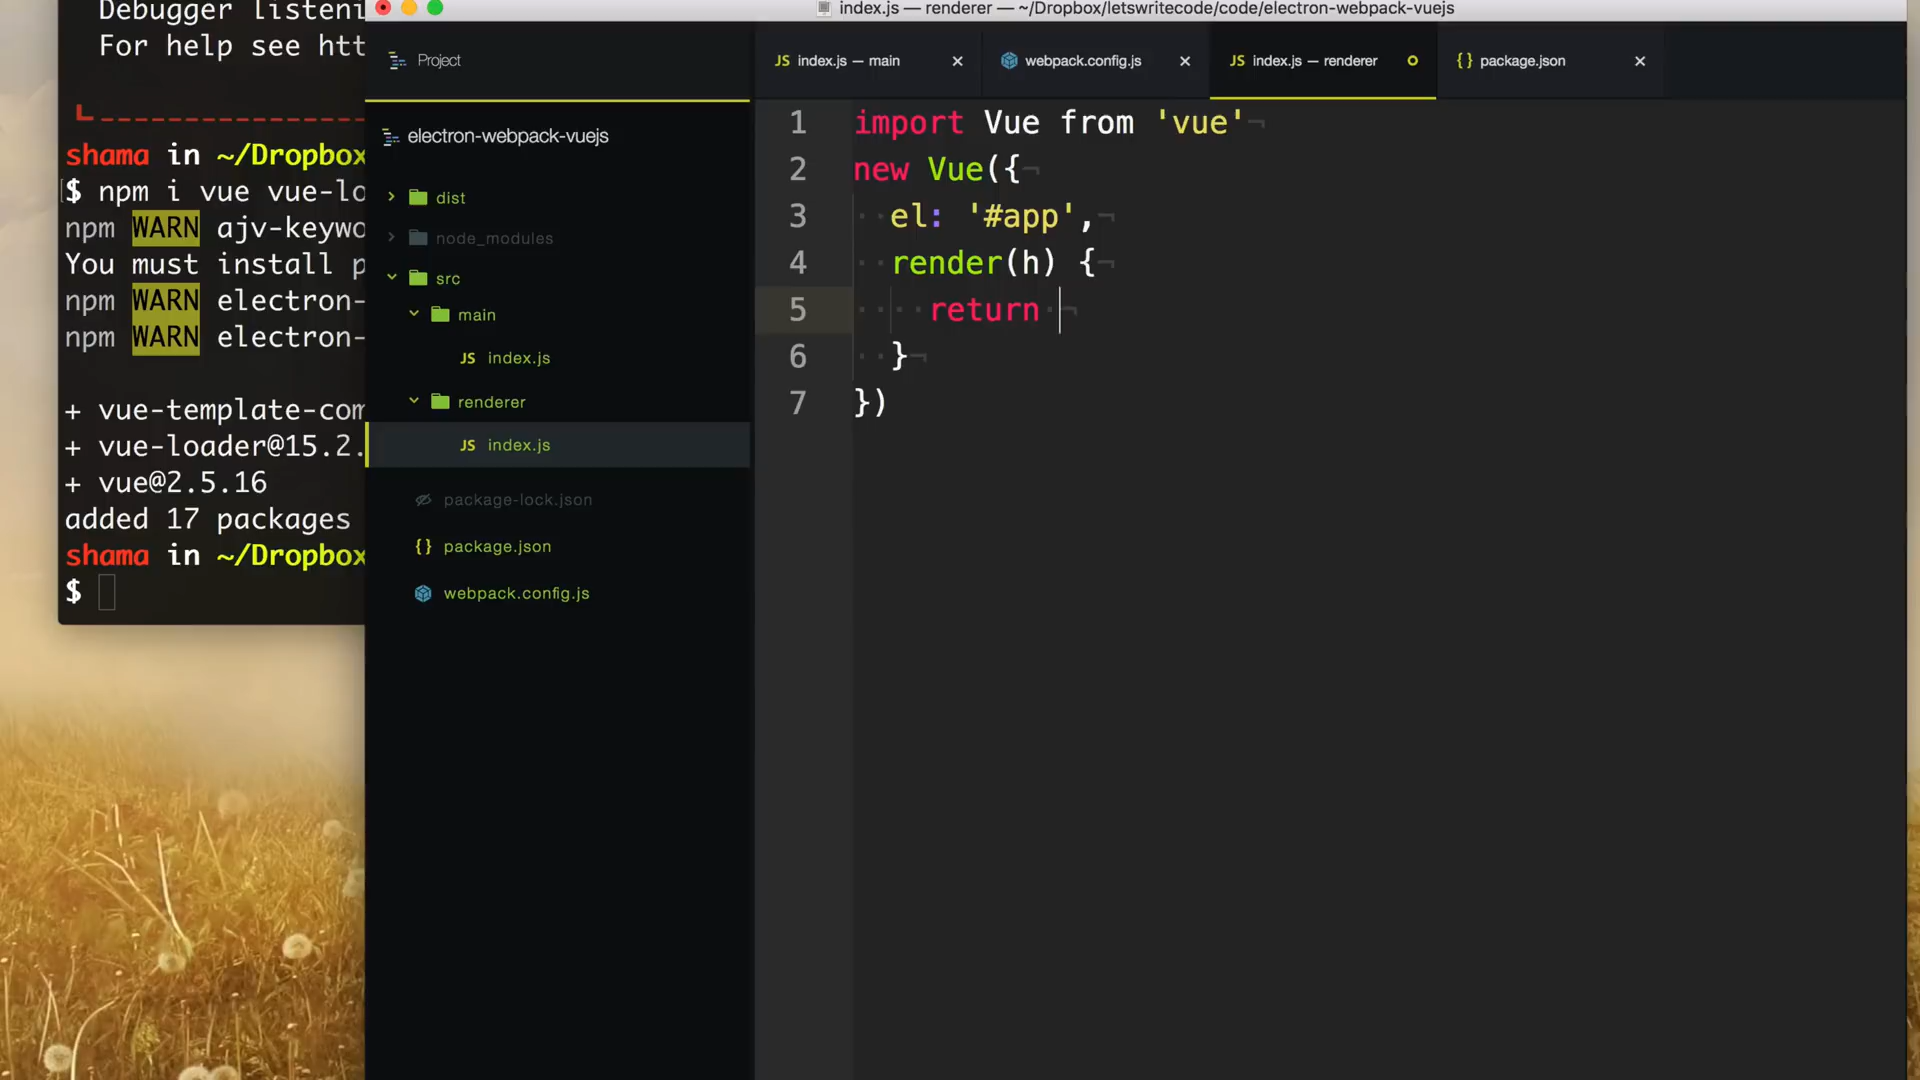 Debugger listeni
For help see htt
shama in ~/Dropbox
$ npm i vue vue-lo
npm WARN ajv-keywo
You must install p
npm WARN electron-
npm WARN electron-
+ vue-template-com
+ vue-loader@15.2.
+ vue@2.5.16
added 17 packages
shama in ~/Dropbox
$
index.js — renderer — ~/Dropbox/letswritecode/code/electron-webpack-vuejs
Project
electron-webpack-vuejs
dist
node_modules
src
main
JS index.js
renderer
JS index.js
package-lock.json
{} package.json
webpack.config.js
JS index.js — main
webpack.config.js
JS index.js — renderer
{} package.json
1 import Vue from 'vue'¬
2 new Vue({¬
3 ··el: '#app',¬
4 ··render(h) {¬
5 ····return·¬
6 ··}¬
7 })